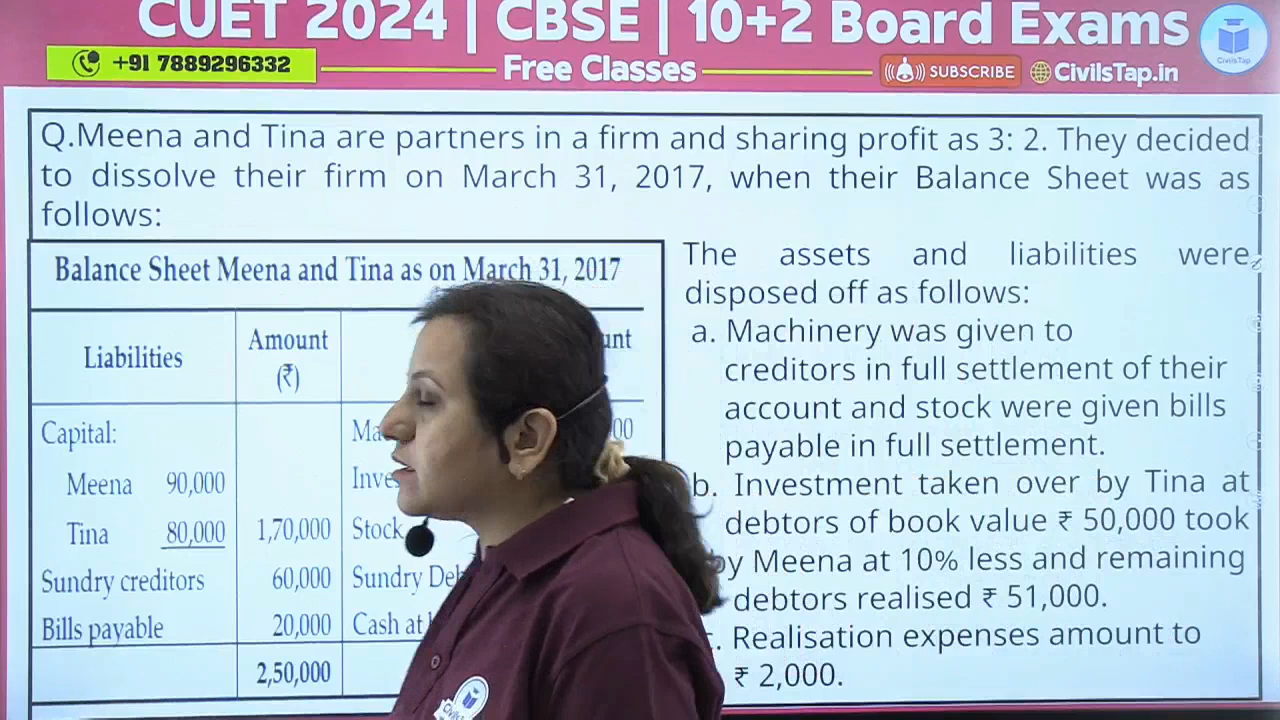 CUET 2024 | CBSE | 10+2 Board Exams
+91 7889296332
Free Classes
SUBSCRIBE
CivilsTap.in
CivilsTap
Q.Meena and Tina are partners in a firm and sharing profit as 3: 2. They decided
to dissolve their firm on March 31, 2017, when their Balance Sheet was as
follows:
Balance Sheet Meena and Tina as on March 31, 2017
Liabilities
Amount
(₹)
Capital:
Meena 90,000
Tina 80,000 1,70,000 Stock
Sundry creditors 60,000 Sundry
Bills payable 20,000 Cash at
2,50,000
The assets and liabilities were
disposed off as follows:
a. Machinery was given to
creditors in full settlement of their
account and stock were given bills
payable in full settlement.
b. Investment taken over by Tina at
debtors of book value ₹ 50,000 took
by Meena at 10% less and remaining
debtors realised ₹ 51,000.
. Realisation expenses amount to
₹ 2,000.